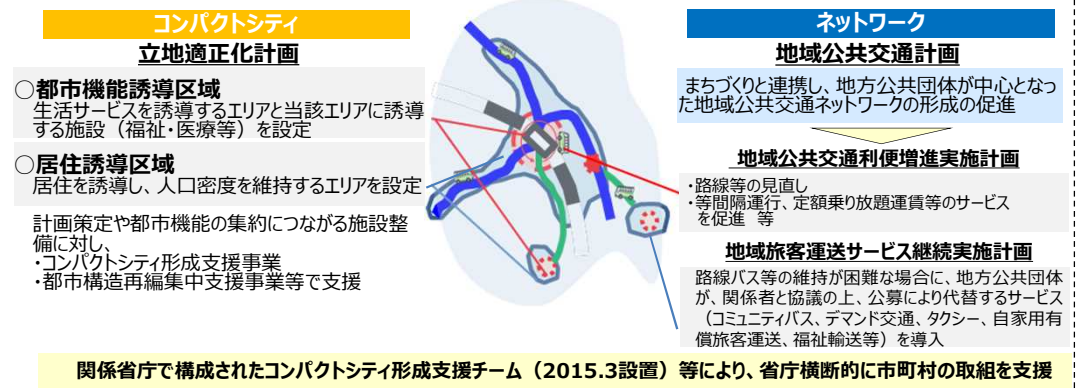 コンパクトシティ
立地適正化計画
○都市機能誘導区域
生活サービスを誘導するエリアと当該エリアに誘導
する施設（福祉・医療等）を設定
○居住誘導区域
居住を誘導し、人口密度を維持するエリアを設定
計画策定や都市機能の集約につながる施設整
備に対し、
・コンパクトシティ形成支援事業
・都市構造再編集中支援事業等で支援
ネットワーク
地域公共交通計画
まちづくりと連携し、地方公共団体が中心となっ
た地域公共交通ネットワークの形成の促進
地域公共交通利便増進実施計画
・路線等の見直し
・等間隔運行、定額乗り放題運賃等のサービス
を促進 等
地域旅客運送サービス継続実施計画
路線バス等の維持が困難な場合に、地方公共団体
が、関係者と協議の上、公募により代替するサービス
（コミュニティバス、デマンド交通、タクシー、自家用有
償旅客運送、福祉輸送等）を導入
関係省庁で構成されたコンパクトシティ形成支援チーム（2015.3設置）等により、省庁横断的に市町村の取組を支援